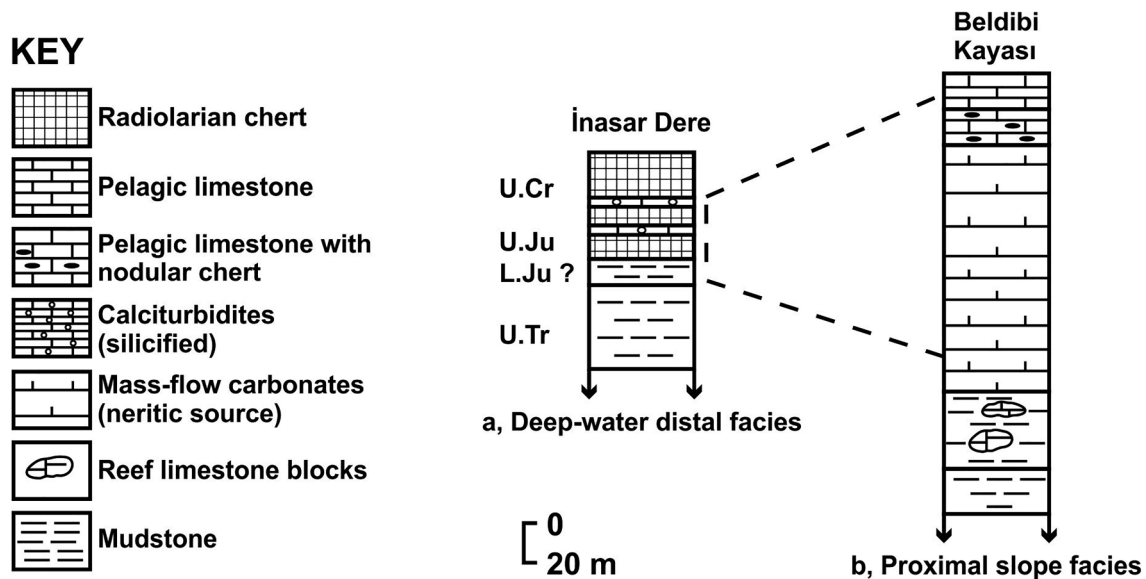 KEY
Radiolarian chert
Pelagic limestone
Pelagic limestone with
nodular chert
Calciturbidites
(silicified)
Mass-flow carbonates
(neritic source)
Reef limestone blocks
Mudstone
İnasar Dere
U.Cr
U.Ju
L.Ju ?
U.Tr
a, Deep-water distal facies
0
20 m
Beldibi
Kayası
b, Proximal slope facies